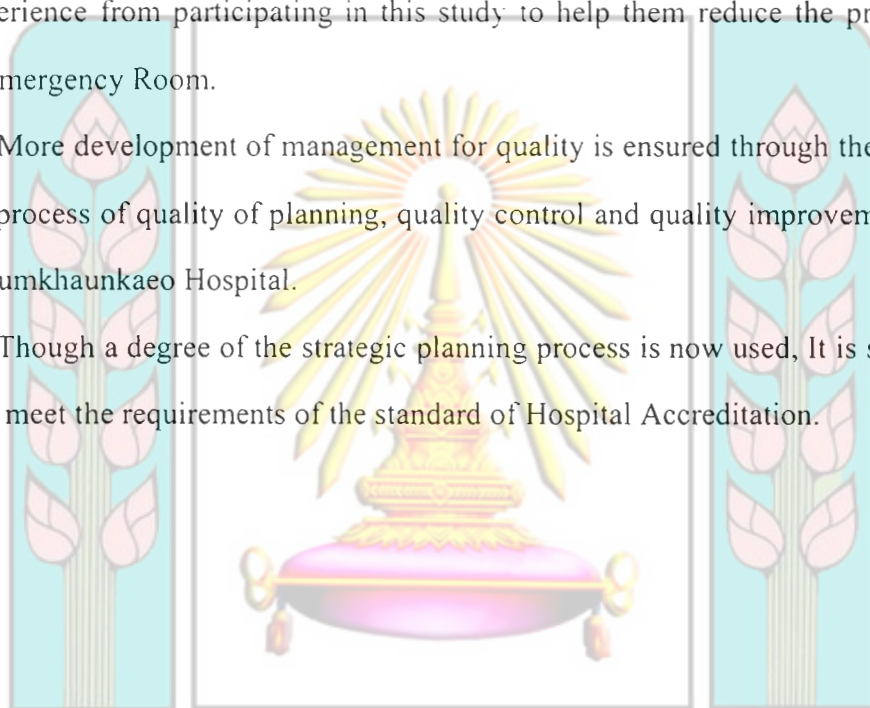 erience from participating in this study to help them reduce the pr
mergency Room.
More development of management for quality is ensured through the
process of quality of planning, quality control and quality improvem
umkhaunkaeo Hospital.
Though a degree of the strategic planning process is now used, It is s
meet the requirements of the standard of Hospital Accreditation.